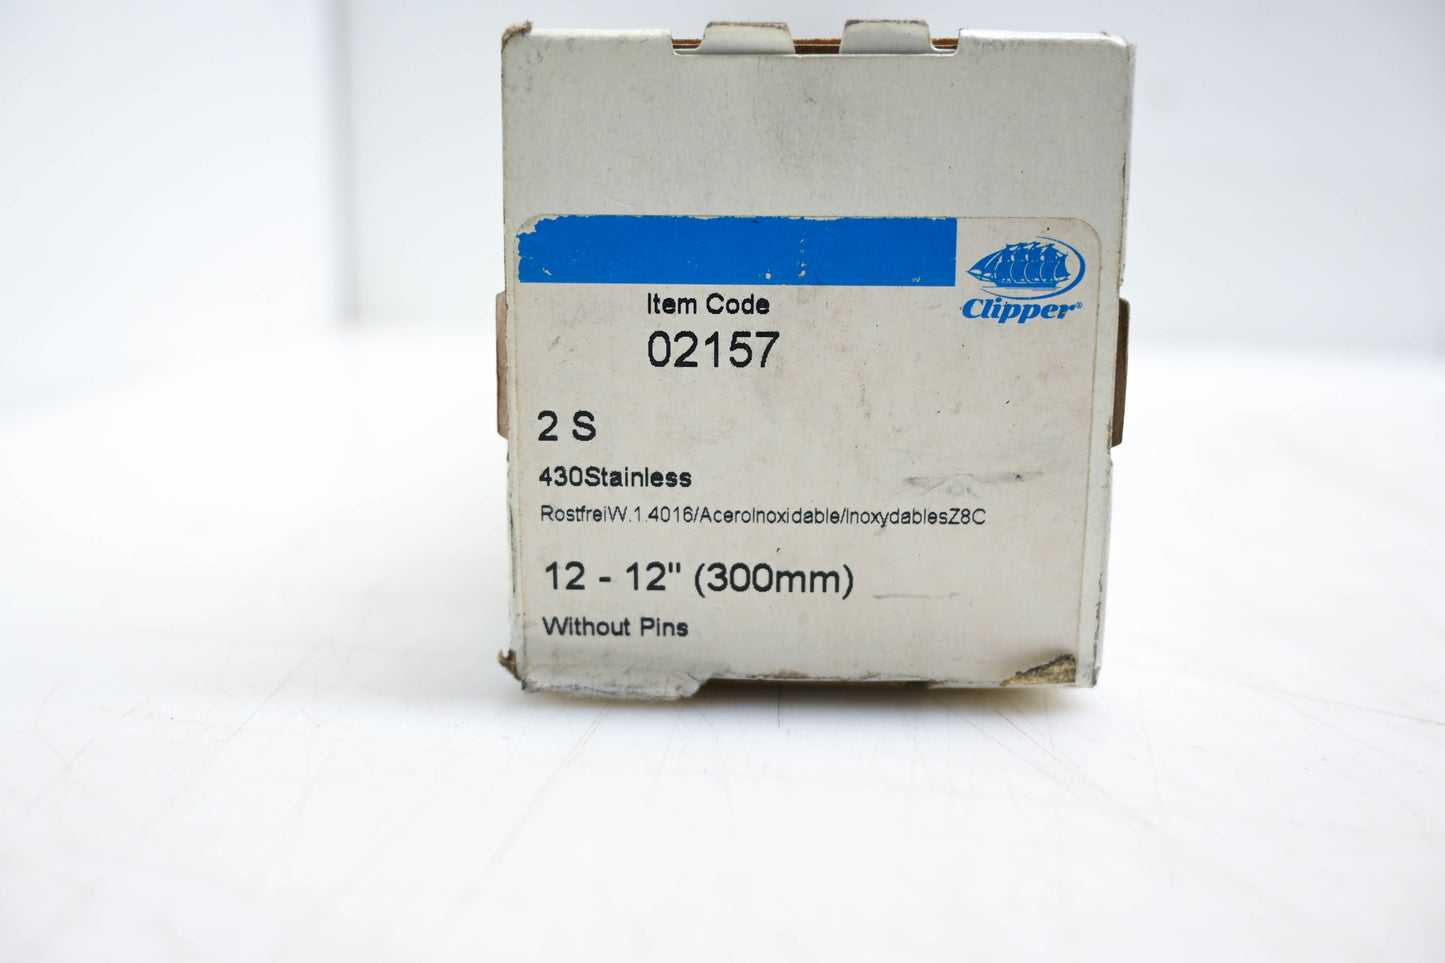 Clipper®
Item Code
02157
2 S
430Stainless
RostfreiW.1.4016/AceroInoxidable/InoxydablesZ8C
12 - 12" (300mm)
Without Pins